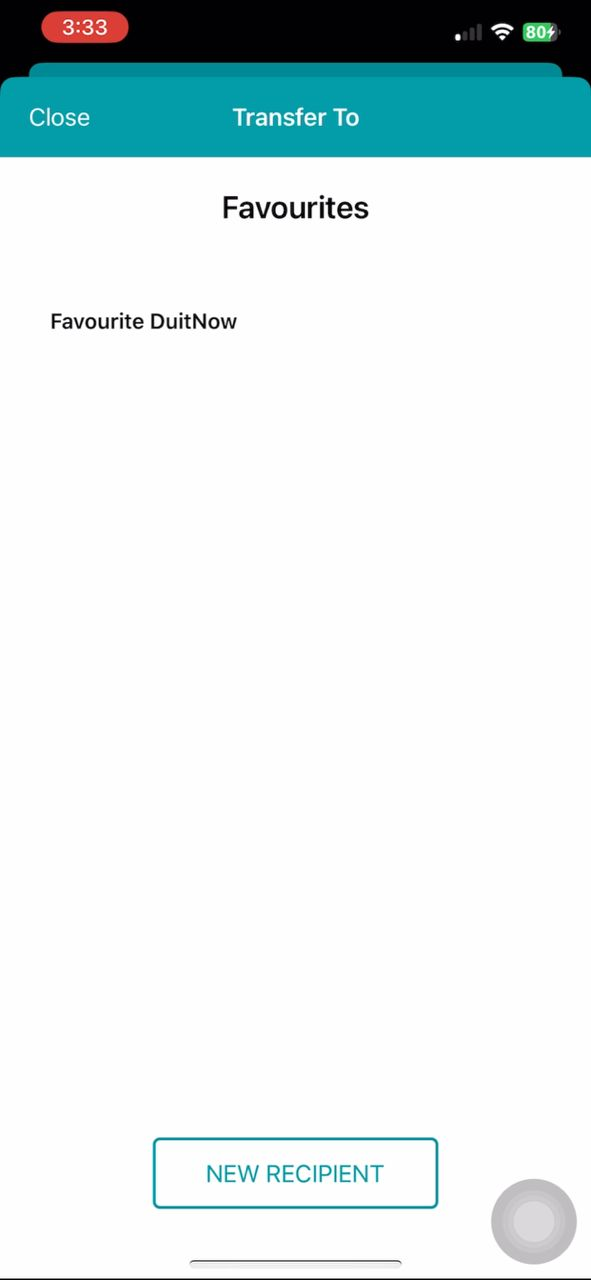 3:33
80
Close
Transfer To
Favourites
Favourite DuitNow
NEW RECIPIENT